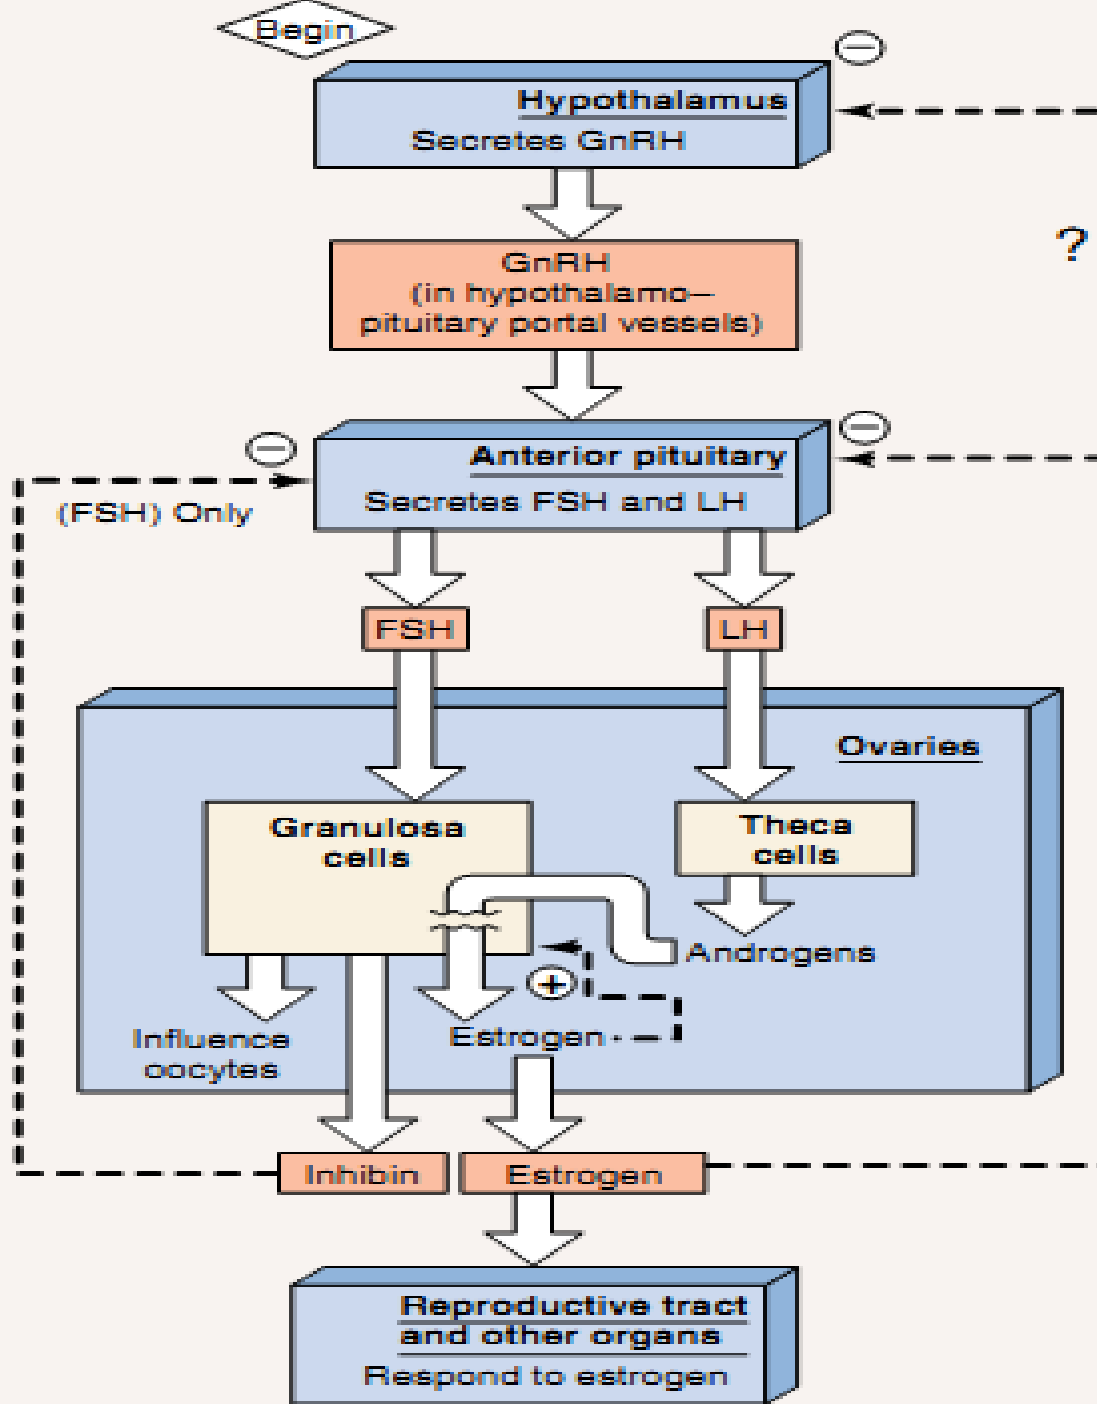 Begin
−
Hypothalamus
Secretes GnRH
?
GnRH
(in hypothalamo–
pituitary portal vessels)
−
−
Anterior pituitary
Secretes FSH and LH
(FSH) Only
FSH
LH
Ovaries
Granulosa
cells
Theca
cells
Androgens
+
Influence
oocytes
Estrogen
Inhibin
Estrogen
Reproductive tract
and other organs
Respond to estrogen